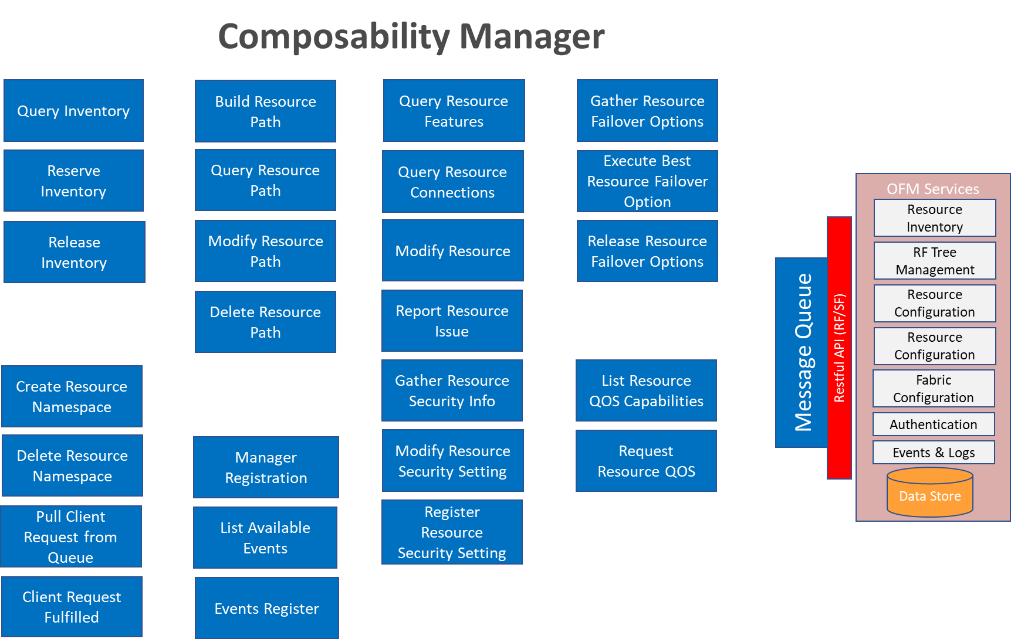 Composability Manager
Query Inventory
Reserve
Inventory
Release
Inventory
Create Resource
Namespace
Delete Resource
Namespace
Pull Client
Request from
Queue
Client Request
Fulfilled
Build Resource
Path
Query Resource
Path
Modify Resource
Path
Delete Resource
Path
Manager
Registration
List Available
Events
Events Register
Query Resource
Features
Query Resource
Connections
Modify Resource
Report Resource
Issue
Gather Resource
Security Info
Modify Resource
Security Setting
Register
Resource
Security Setting
Gather Resource
Failover Options
Execute Best
Resource Failover
Option
Release Resource
Failover Options
List Resource
QOS Capabilities
Request
Resource QOS
Message Queue
Restful API (RF/SF)
OFM Services
Resource
Inventory
RF Tree
Management
Resource
Configuration
Resource
Configuration
Fabric
Configuration
Authentication
Events & Logs
Data Store